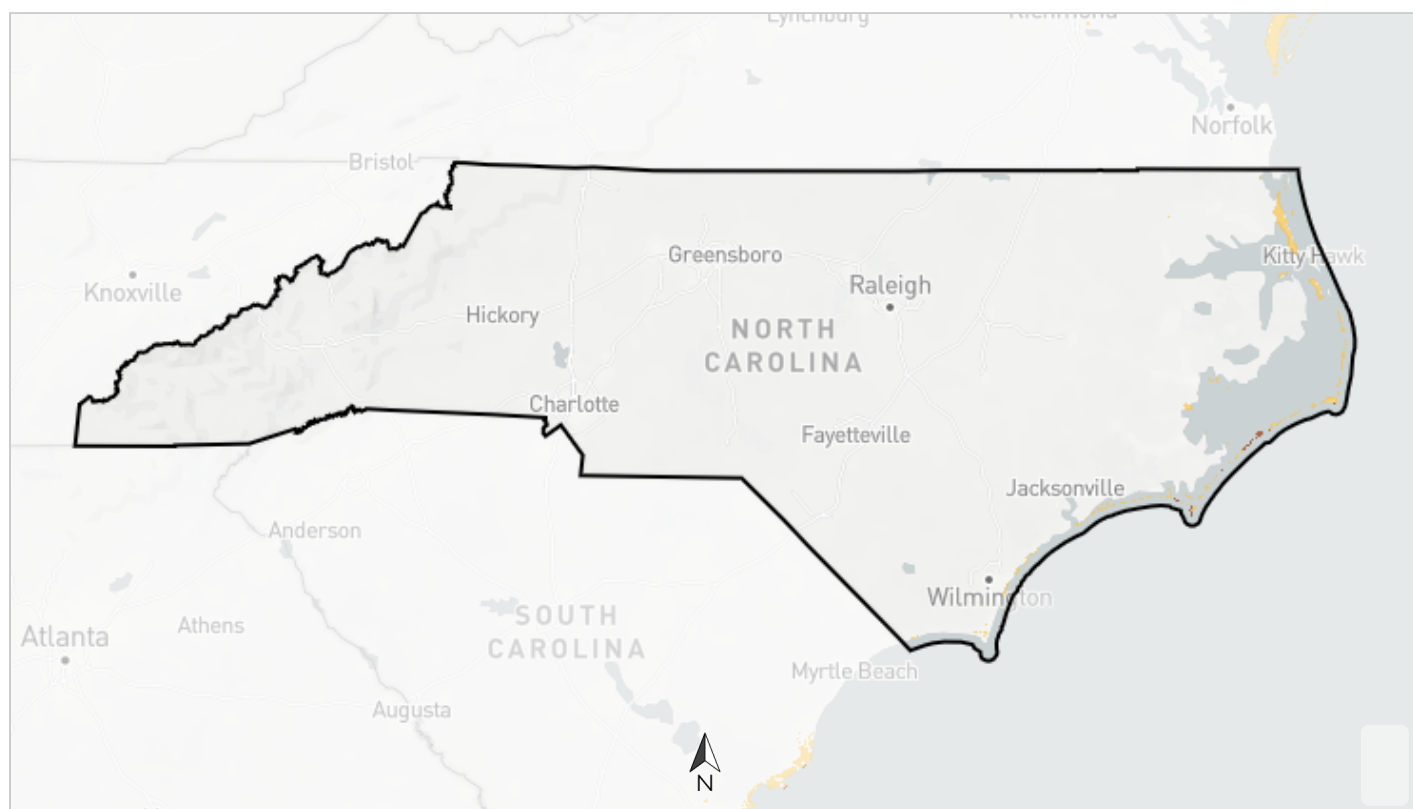 Lynchburg
Richmond
Norfolk
Bristol
Greensboro
Kitty Hawk
Raleigh
Knoxville
Hickory
NORTH
CAROLINA
Charlotte
Fayetteville
Jacksonville
Anderson
Wilmington
SOUTH
CAROLINA
Athens
Atlanta
Myrtle Beach
Augusta
N